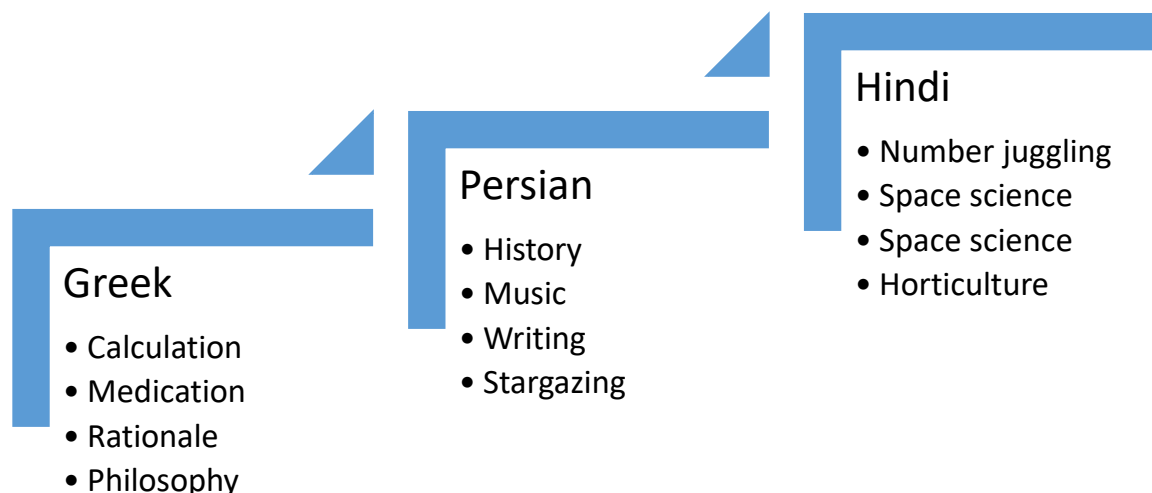 Greek
• Calculation
• Medication
• Rationale
• Philosophy
Persian
• History
• Music
• Writing
• Stargazing
Hindi
• Number juggling
• Space science
• Space science
• Horticulture